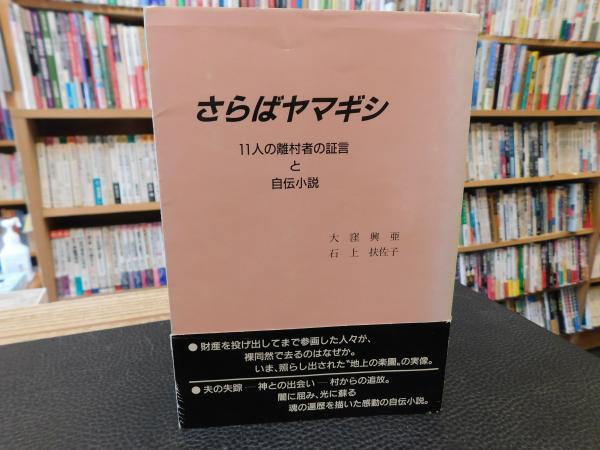 さらばヤマギシ
11人の離村者の証言
と
自伝小説
大窪興亜
石上扶佐子
●財産を投げ出してまで参画した人々が、
裸同然で去るのはなぜか。
いま、照らし出された“地上の楽園”の実像。
●夫の失踪―神との出会い―村からの追放。
闇に屈み、光に蘇る
魂の遍歴を描いた感動の自伝小説。